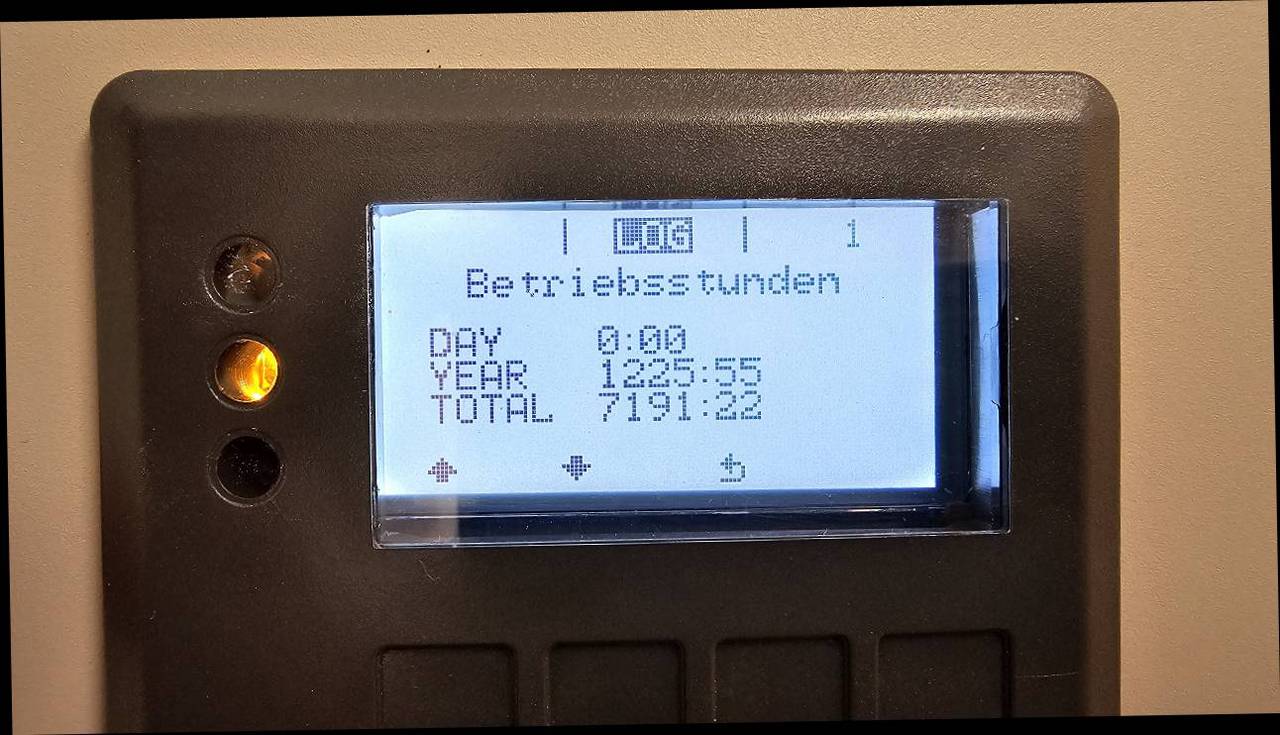 | | 1
Betriebsstunden
DAY 0:00
YEAR 1225:55
TOTAL 7191:22